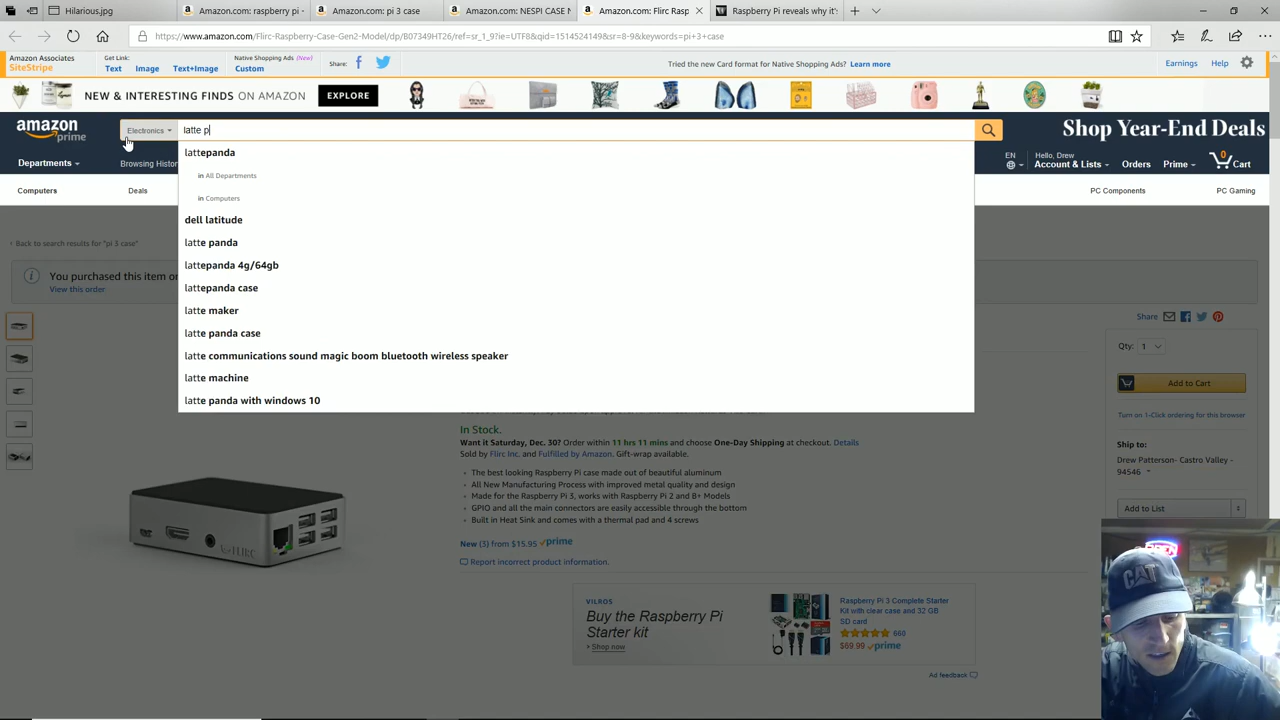 Hilarious.jpg
Amazon.com: raspberry pi -
Amazon.com: pi 3 case
Amazon.com: NESPI CASE N
Amazon.com: Flirc Rasp
Raspberry Pi reveals why it's
https://www.amazon.com/Flirc-Raspberry-Case-Gen2-Model/dp/B07349HT26/ref=sr_1_9?ie=UTF8&qid=1514524149&sr=8-9&keywords=pi+3+case
Amazon Associates
SiteStripe
Get Link:
Text
Image
Text+Image
Native Shopping Ads (New)
Custom
Share:
Tried the new Card format for Native Shopping Ads? Learn more
Earnings
Help
NEW & INTERESTING FINDS ON AMAZON
EXPLORE
amazon
prime
Electronics
latte p
Shop Year-End Deals
Departments
Browsing Histor
EN
Hello, Drew
Account & Lists
Orders
Prime
0
Cart
Computers
Deals
PC Components
PC Gaming
lattepanda
in All Departments
in Computers
dell latitude
latte panda
lattepanda 4g/64gb
lattepanda case
latte maker
latte panda case
latte communications sound magic boom bluetooth wireless speaker
latte machine
latte panda with windows 10
‹ Back to search results for "pi 3 case"
You purchased this item on
View this order
Share
Qty: 1
Add to Cart
Turn on 1-Click ordering for this browser
Ship to:
Drew Patterson- Castro Valley -
94546
Add to List
In Stock.
Want it Saturday, Dec. 30? Order within 11 hrs 11 mins and choose One-Day Shipping at checkout. Details
Sold by Flirc Inc. and Fulfilled by Amazon. Gift-wrap available.
The best looking Raspberry Pi case made out of beautiful aluminum
All New Manufacturing Process with improved metal quality and design
Made for the Raspberry Pi 3, works with Raspberry Pi 2 and B+ Models
GPIO and all the main connectors are easily accessible through the bottom
Built in Heat Sink and comes with a thermal pad and 4 screws
New (3) from $15.95 prime
Report incorrect product information.
VILROS
Buy the Raspberry Pi
Starter kit
Shop now
Raspberry Pi 3 Complete Starter
Kit with clear case and 32 GB
SD card
660
$69.99 prime
Ad feedback
FLIRC
CAT
OPEN